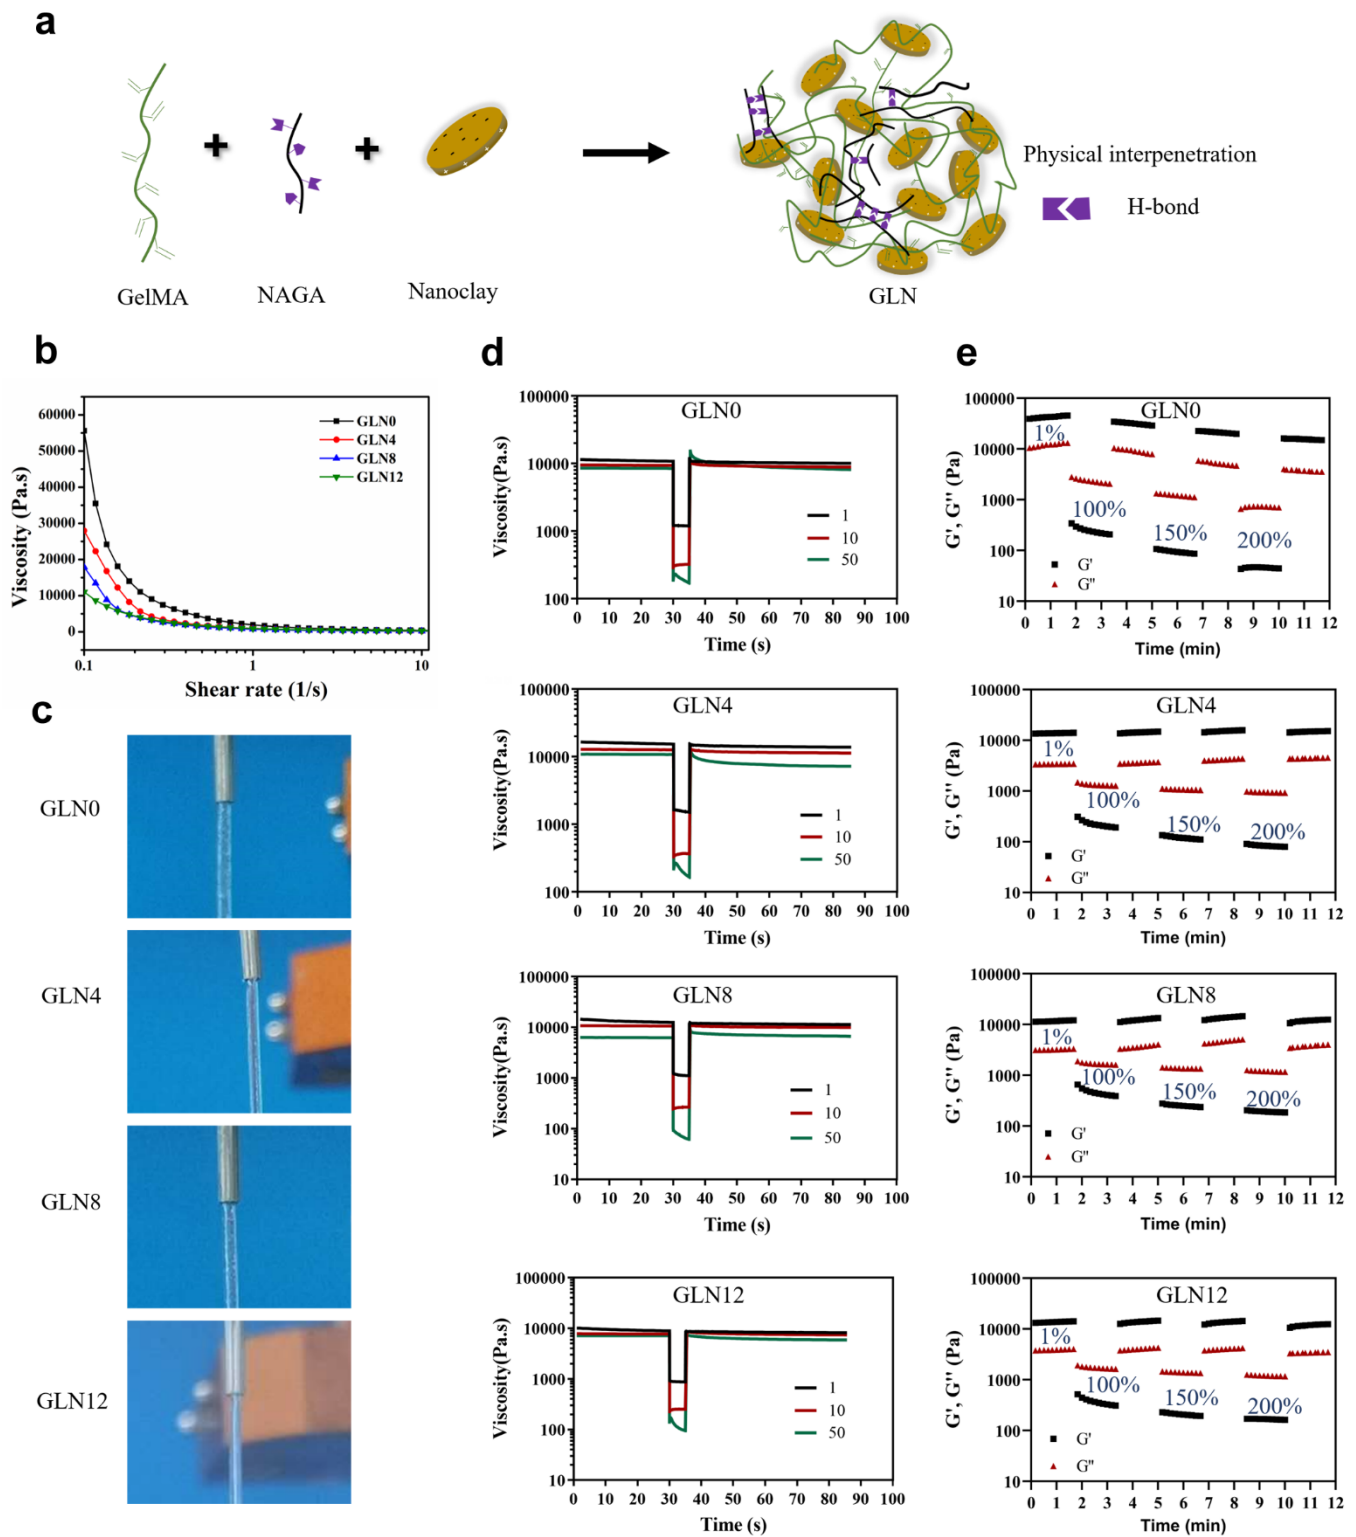 a
GelMA
NAGA
Nanoclay
GLN
Physical interpenetration
H-bond
b
Viscosity (Pa.s)
60000
50000
40000
30000
20000
10000
0
0.1
1
10
Shear rate (1/s)
GLN0
GLN4
GLN8
GLN12
c
GLN0
GLN4
GLN8
GLN12
d
GLN0
Viscosity(Pa.s)
100000
10000
1000
100
1
10
50
0 10 20 30 40 50 60 70 80 90 100
Time (s)
GLN4
Viscosity(Pa.s)
100000
10000
1000
100
1
10
50
0 10 20 30 40 50 60 70 80 90 100
Time (s)
GLN8
Viscosity(Pa.s)
100000
10000
1000
100
10
1
10
50
0 10 20 30 40 50 60 70 80 90 100
Time (s)
GLN12
Viscosity(Pa.s)
100000
10000
1000
100
10
1
10
50
0 10 20 30 40 50 60 70 80 90 100
Time (s)
e
GLN0
G', G'' (Pa)
100000
10000
1000
100
10
1%
100%
150%
200%
G'
G''
0 1 2 3 4 5 6 7 8 9 10 11 12
Time (min)
GLN4
G', G'' (Pa)
100000
10000
1000
100
10
1%
100%
150%
200%
G'
G''
0 1 2 3 4 5 6 7 8 9 10 11 12
Time (min)
GLN8
G', G'' (Pa)
100000
10000
1000
100
10
1%
100%
150%
200%
G'
G''
0 1 2 3 4 5 6 7 8 9 10 11 12
Time (min)
GLN12
G', G'' (Pa)
100000
10000
1000
100
10
1%
100%
150%
200%
G'
G''
0 1 2 3 4 5 6 7 8 9 10 11 12
Time (min)